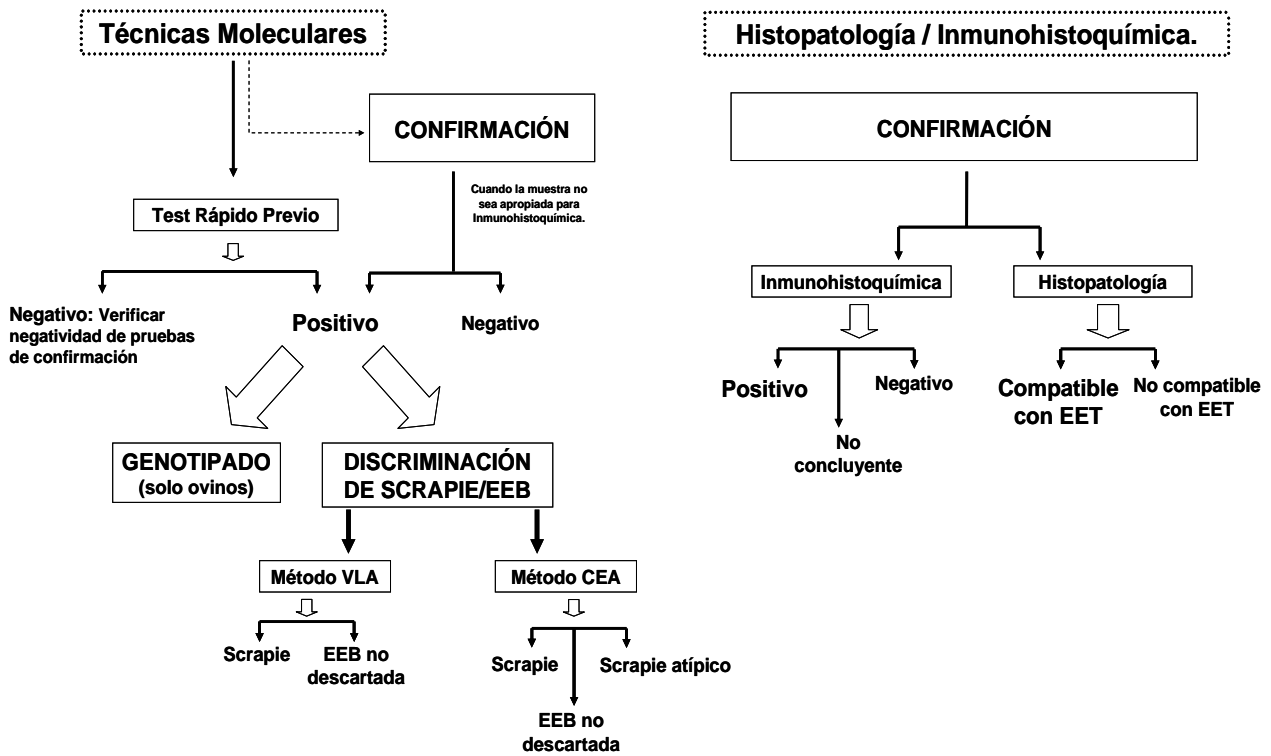 Técnicas Moleculares
CONFIRMACIÓN
Cuando la muestra no
sea apropiada para
Inmunohistoquímica.
Test Rápido Previo
Negativo: Verificar
negatividad de pruebas
de confirmación
Positivo
Negativo
GENOTIPADO
(solo ovinos)
DISCRIMINACIÓN
DE SCRAPIE/EEB
Método VLA
Método CEA
Scrapie
EEB no
descartada
Scrapie
Scrapie atípico
EEB no
descartada
Histopatología / Inmunohistoquímica.
CONFIRMACIÓN
Inmunohistoquímica
Histopatología
Positivo
Negativo
No
concluyente
Compatible
con EET
No compatible
con EET